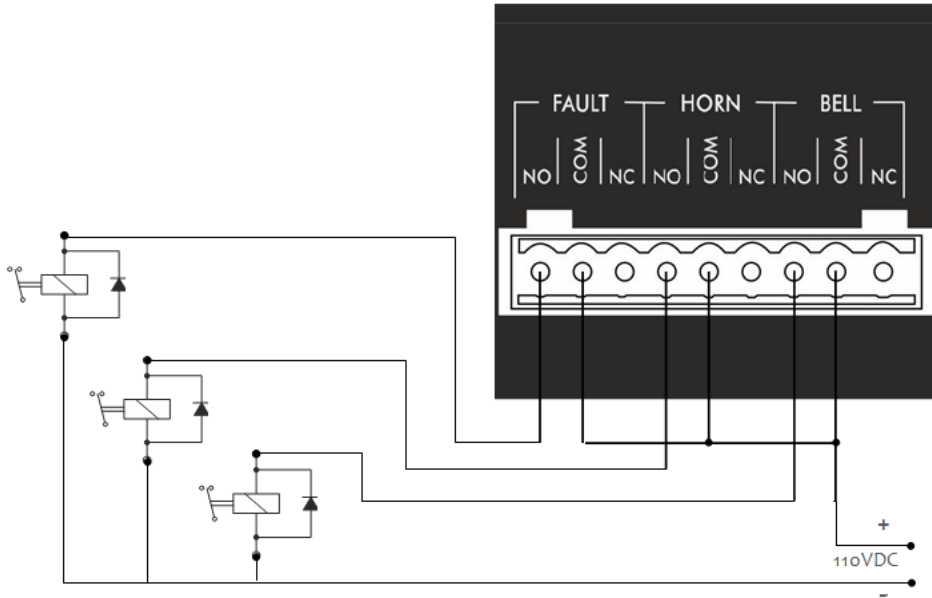 FAULT HORN BELL
NO COM NC NO COM NC NO COM NC
+
110VDC
-